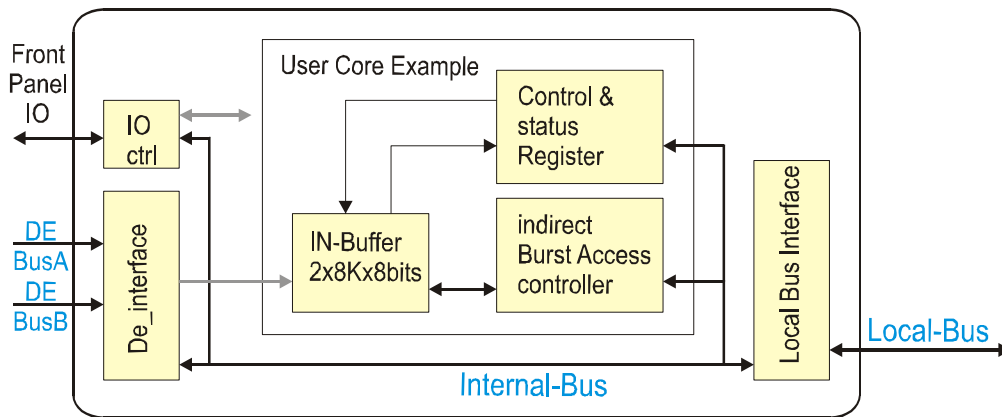 Front
Panel
IO
IO
ctrl
DE
BusA
DE
BusB
De_interface
User Core Example
Control &
status
Register
IN-Buffer
2x8Kx8bits
indirect
Burst Access
controller
Local Bus Interface
Local-Bus
Internal-Bus